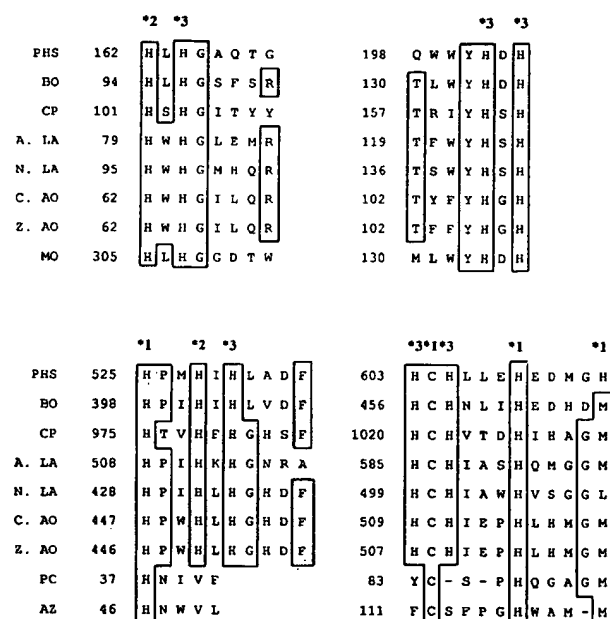 *2 *3
PHS 162 H L H G A Q T G
BO 94 H L H G S F S R
CP 101 H S H G I T Y Y
A. LA 79 H W H G L E M R
N. LA 95 H W H G M H Q R
C. AO 62 H W H G I L Q R
Z. AO 62 H W H G I L Q R
MO 305 H L H G G D T W
*3 *3
198 Q W W Y H D H
130 T L W Y H D H
157 T R I Y H S H
119 T F W Y H S H
136 T S W Y H S H
102 T Y F Y H G H
102 T F F Y H G H
130 M L W Y H D H
*1 *2 *3
PHS 525 H P M H I H L A D F
BO 398 H P I H I H L V D F
CP 975 H T V H F H G H S F
A. LA 508 H P I H K H G N R A
N. LA 428 H P I H L H G H D F
C. AO 447 H P W H L H G H D F
Z. AO 446 H P W H L H G H D F
PC 37 H N I V F
AZ 46 H N W V L
*3*1*3 *1 *1
603 H C H L L E H E D M G H
456 H C H N L I H E D H D M
1020 H C H V T D H I H A G M
585 H C H I A S H Q M G G M
499 H C H I A W H V S G G L
509 H C H I E P H L H M G M
507 H C H I E P H L H M G M
83 Y C - S - P H Q G A G M
111 F C S F P G H W A M - M